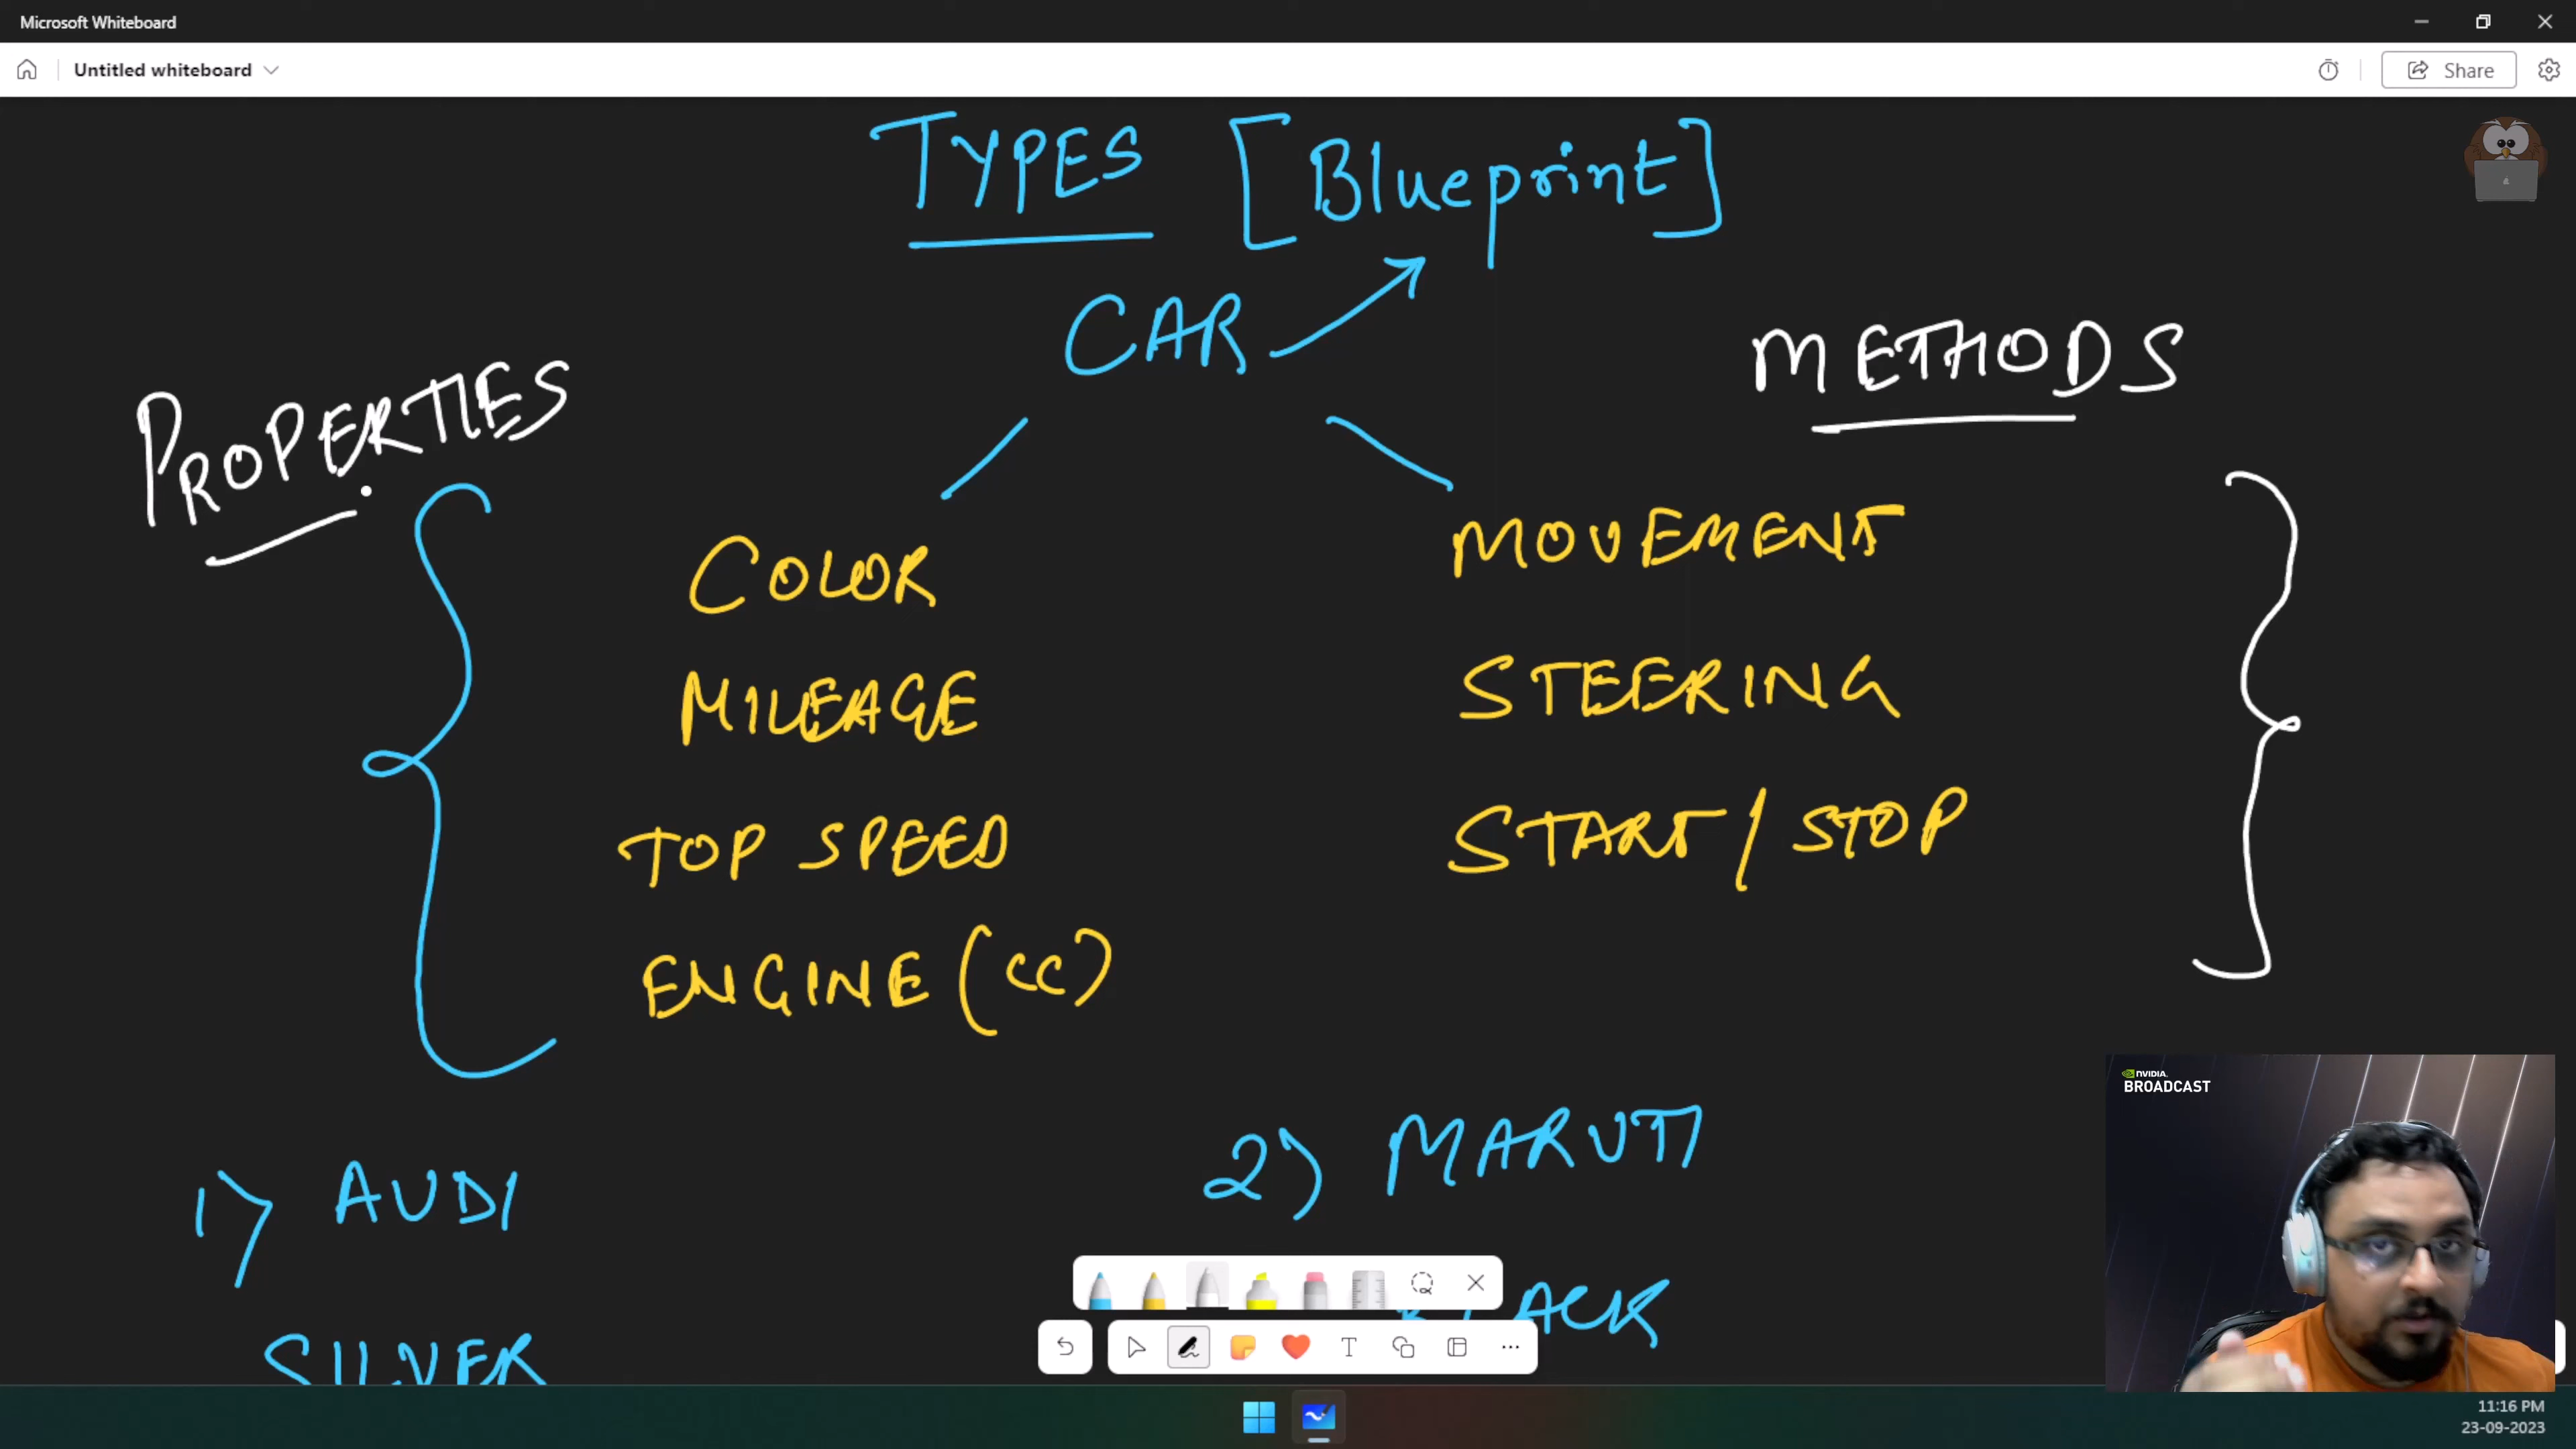 Microsoft Whiteboard
Untitled whiteboard
Share
TYPES [Blueprint]
CAR
PROPERTIES
METHODS
COLOR
MILEAGE
TOP SPEED
ENGINE (CC)
MOVEMENT
STEERING
START / STOP
1) AUDI
SILVER
2) MARUTI
NVIDIA.
BROADCAST
11:16 PM
23-09-2023